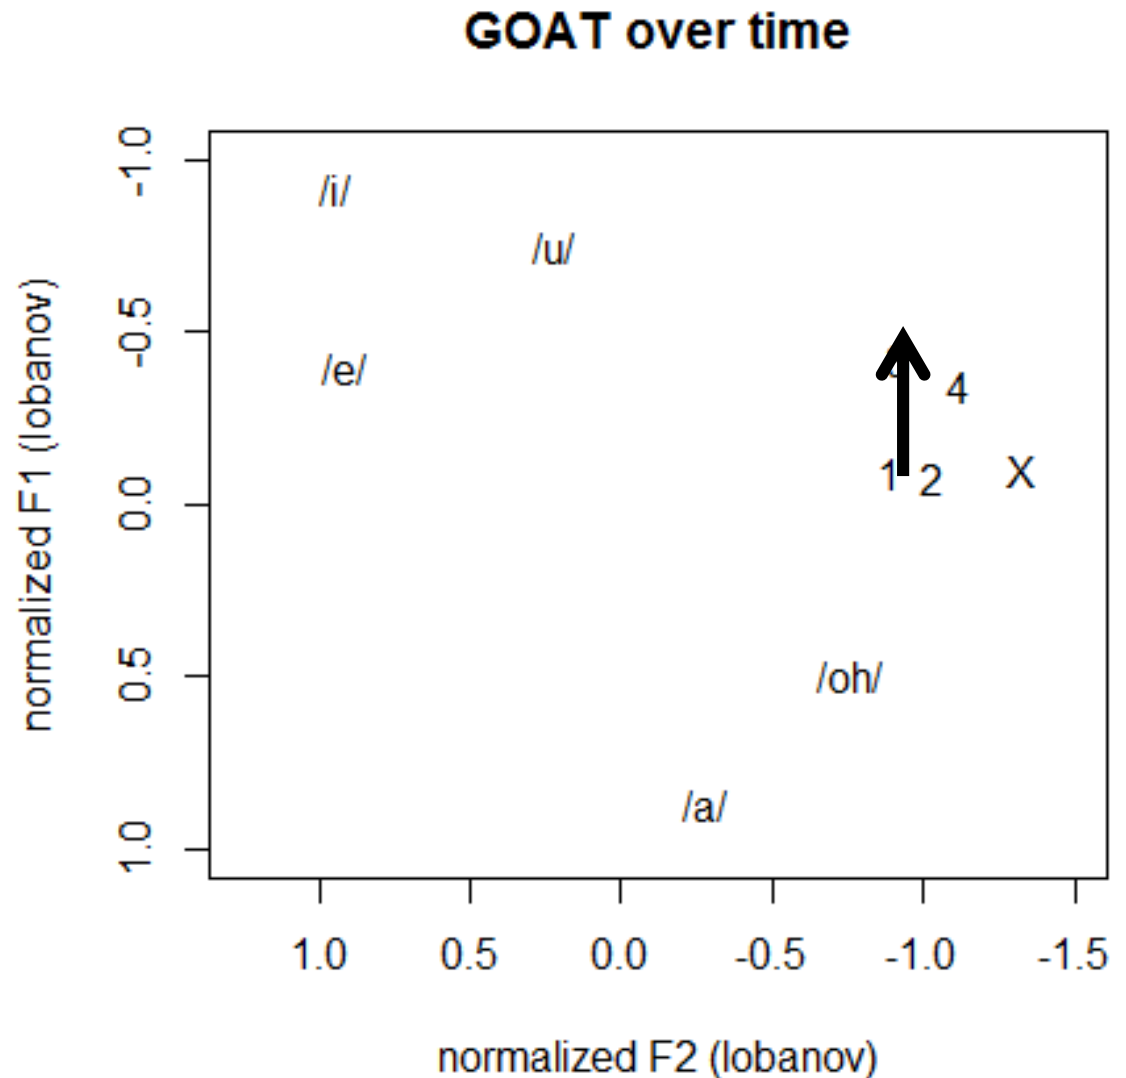 GOAT over time
-1.0
-0.5
0.0
0.5
1.0
normalized F1 (lobanov)
/i/
/u/
/e/
4
1
2
X
/oh/
/a/
1.0 0.5 0.0 -0.5 -1.0 -1.5
normalized F2 (lobanov)